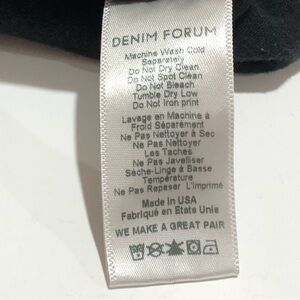 DENIM FORUM
Machine Wash Cold
Separately
Do Not Dry Clean
Do Not Spot Clean
Do Not Bleach
Tumble Dry Low
Do Not Iron print
Lavage en Machine à
Froid Séparément
Ne Pas Nettoyer à Sec
Ne Pas Nettoyer
Les Taches
Ne Pas Javelliser
Sèche-Linge à Basse
Température
Ne Pas Repaser L'imprimé
Made in USA
Fabriqué en Etats Unie
WE MAKE A GREAT PAIR